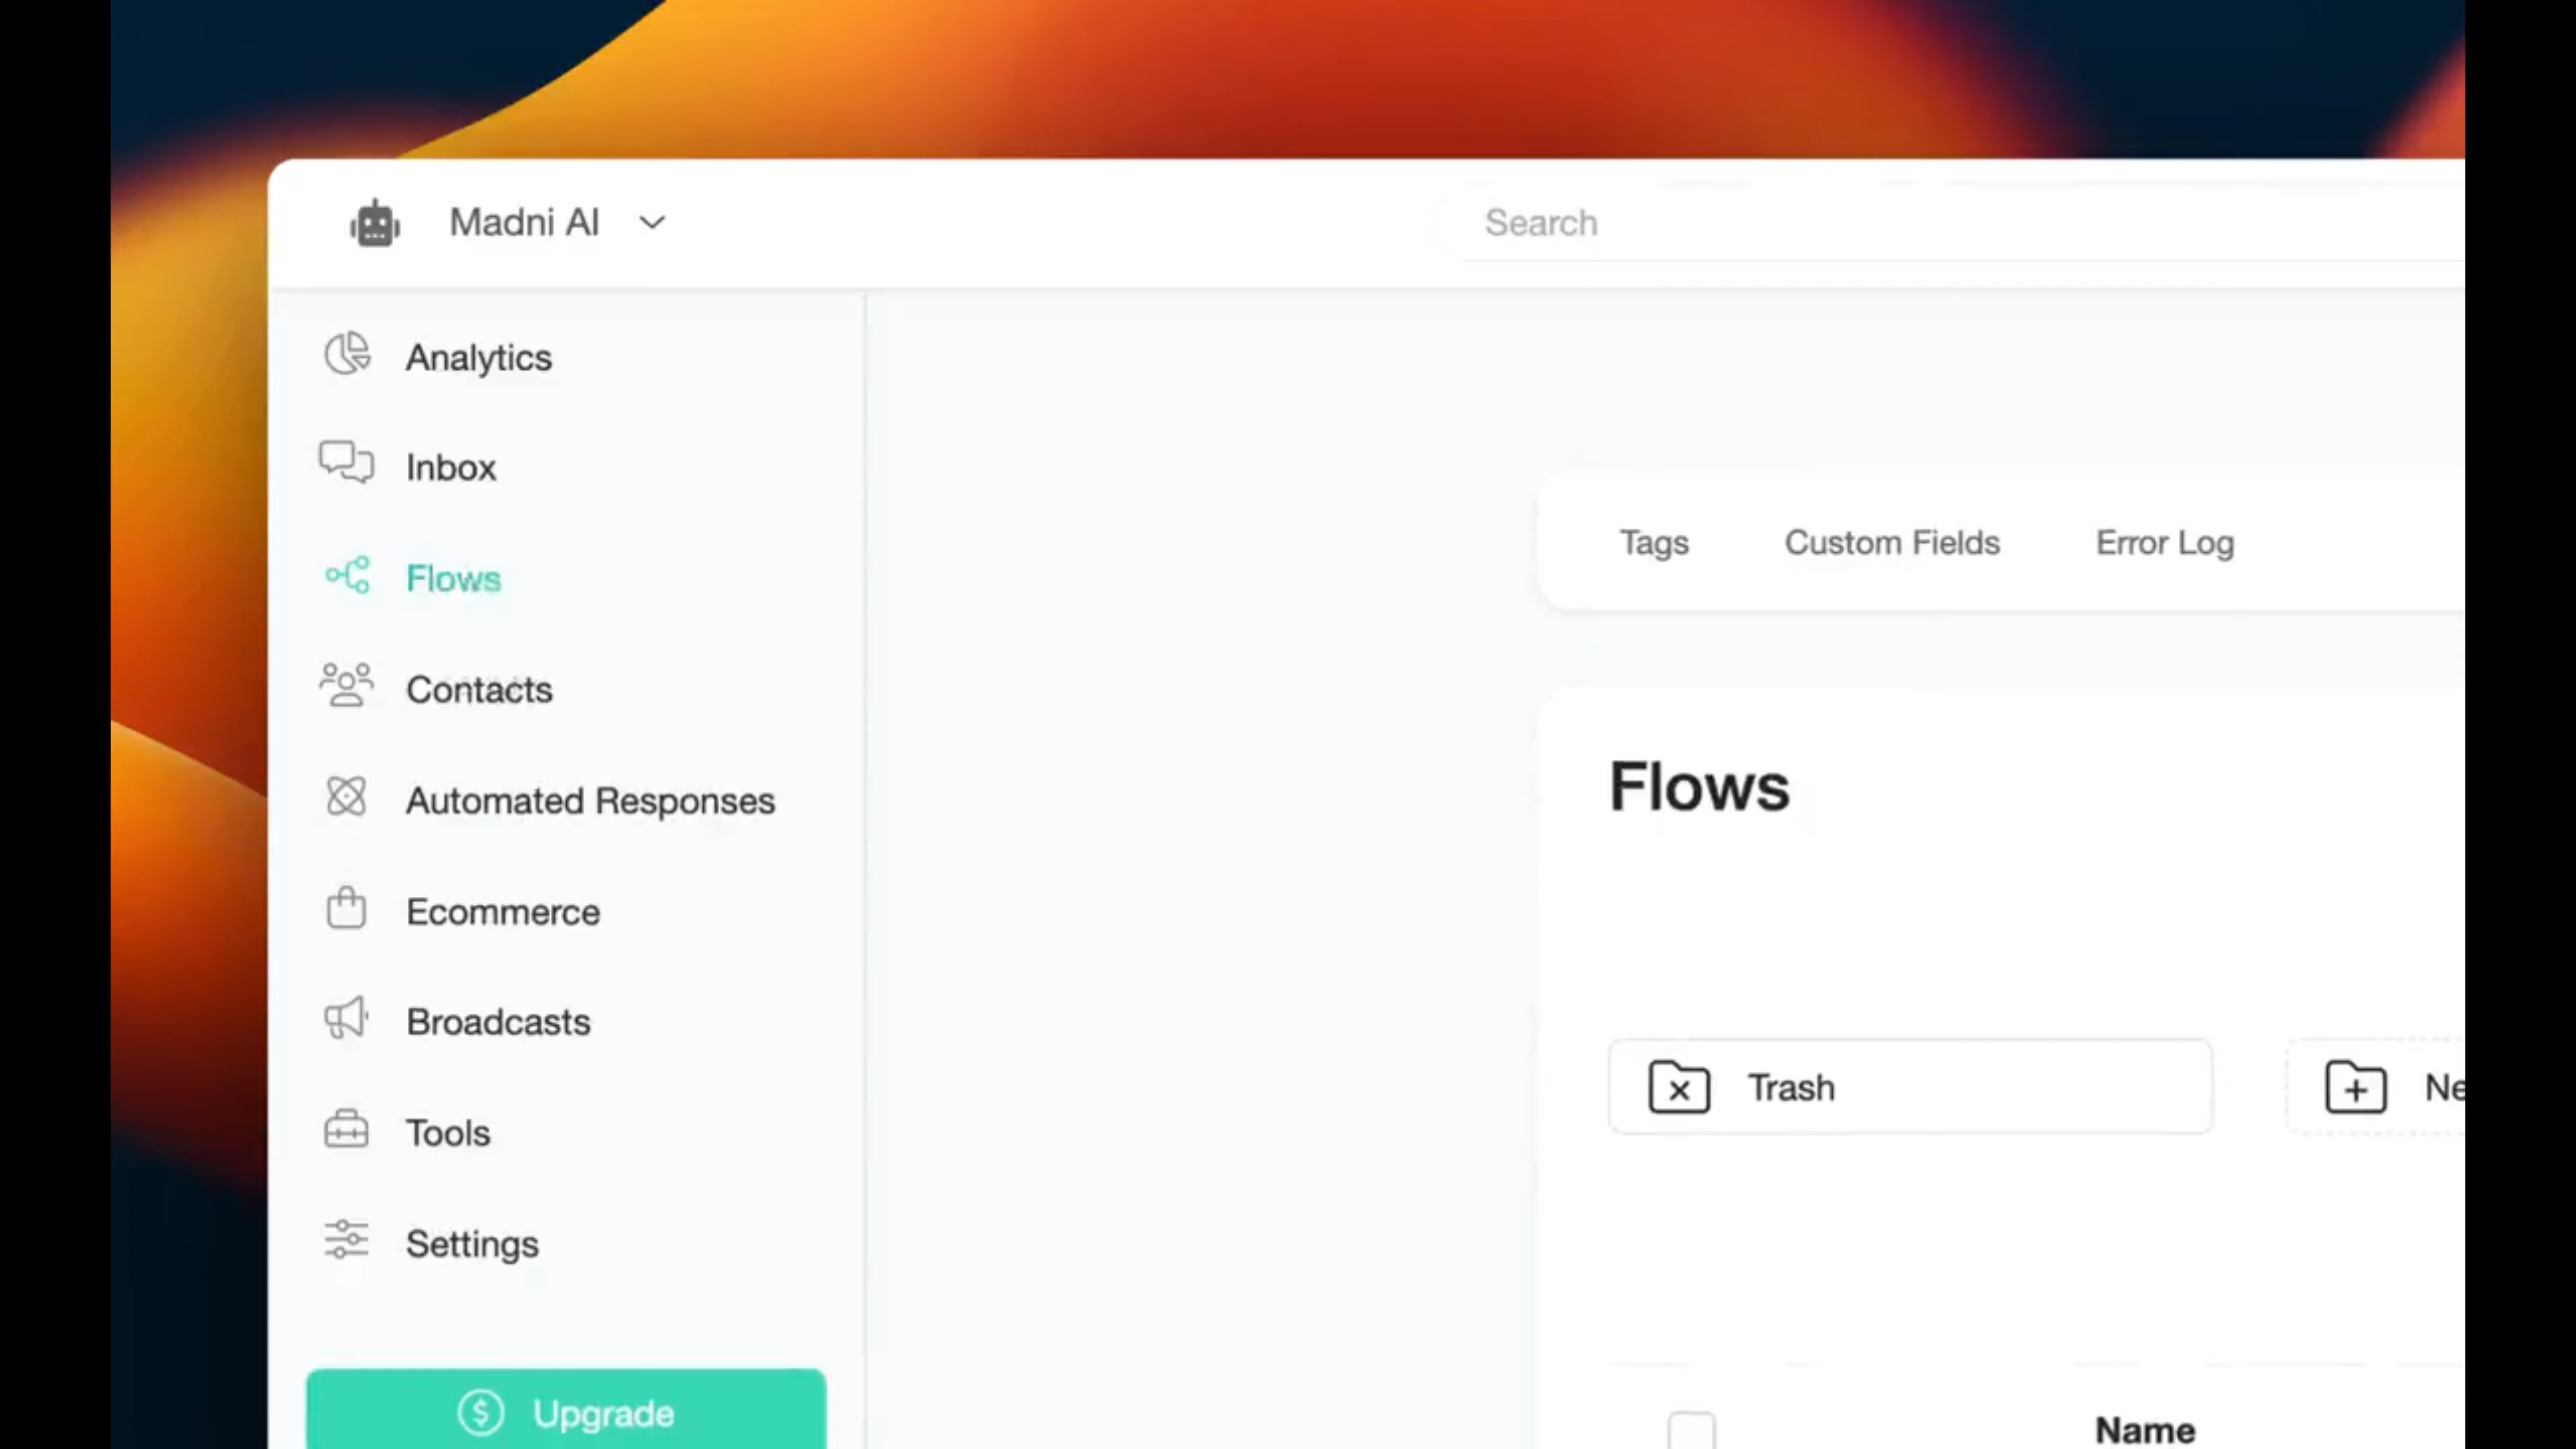 Madni AI
Search
Analytics
Inbox
Flows
Contacts
Automated Responses
Ecommerce
Broadcasts
Tools
Settings
Upgrade
Tags Custom Fields Error Log
Flows
Trash
Name